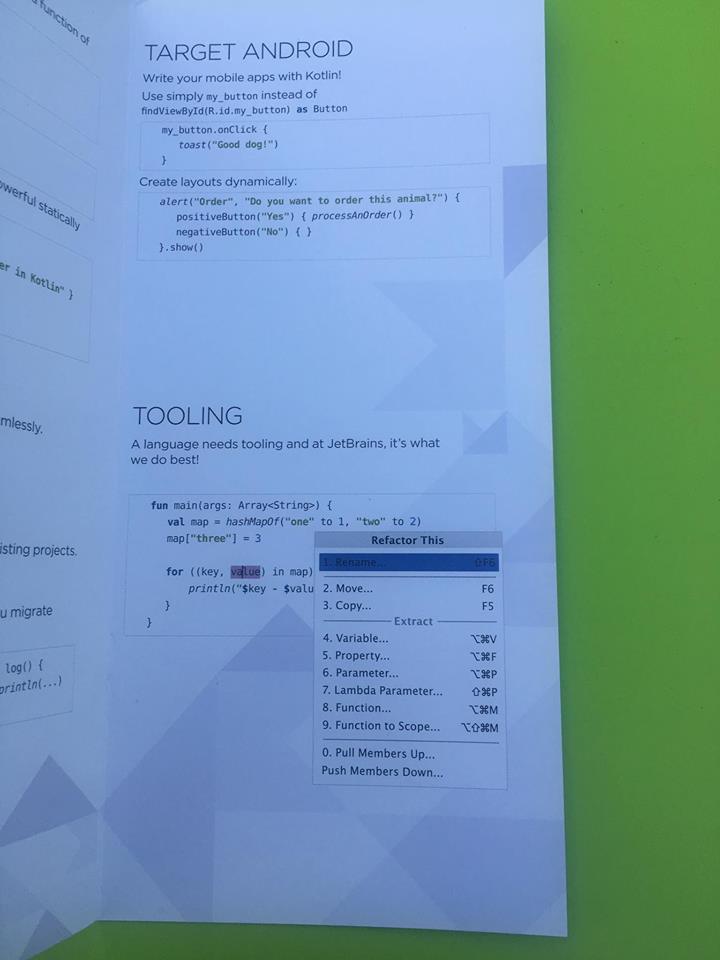 function of
owerful statically
er in Kotlin" }
mlessly.
isting projects.
u migrate
log() {
println(...)
TARGET ANDROID
Write your mobile apps with Kotlin!
Use simply my_button instead of
findViewById(R.id.my_button) as Button
my_button.onClick {
toast("Good dog!")
}
Create layouts dynamically:
alert("Order", "Do you want to order this animal?") {
positiveButton("Yes") { processAnOrder() }
negativeButton("No") { }
}.show()
TOOLING
A language needs tooling and at JetBrains, it's what
we do best!
fun main(args: Array<String>) {
val map = hashMapOf("one" to 1, "two" to 2)
map["three"] = 3
for ((key, value) in map)
println("$key - $valu
}
}
Refactor This
1. Rename... ⇧F6
2. Move... F6
3. Copy... F5
Extract
4. Variable... ⌥⌘V
5. Property... ⌥⌘F
6. Parameter... ⌥⌘P
7. Lambda Parameter... ⇧⌘P
8. Function... ⌥⌘M
9. Function to Scope... ⌥⇧⌘M
0. Pull Members Up...
Push Members Down...